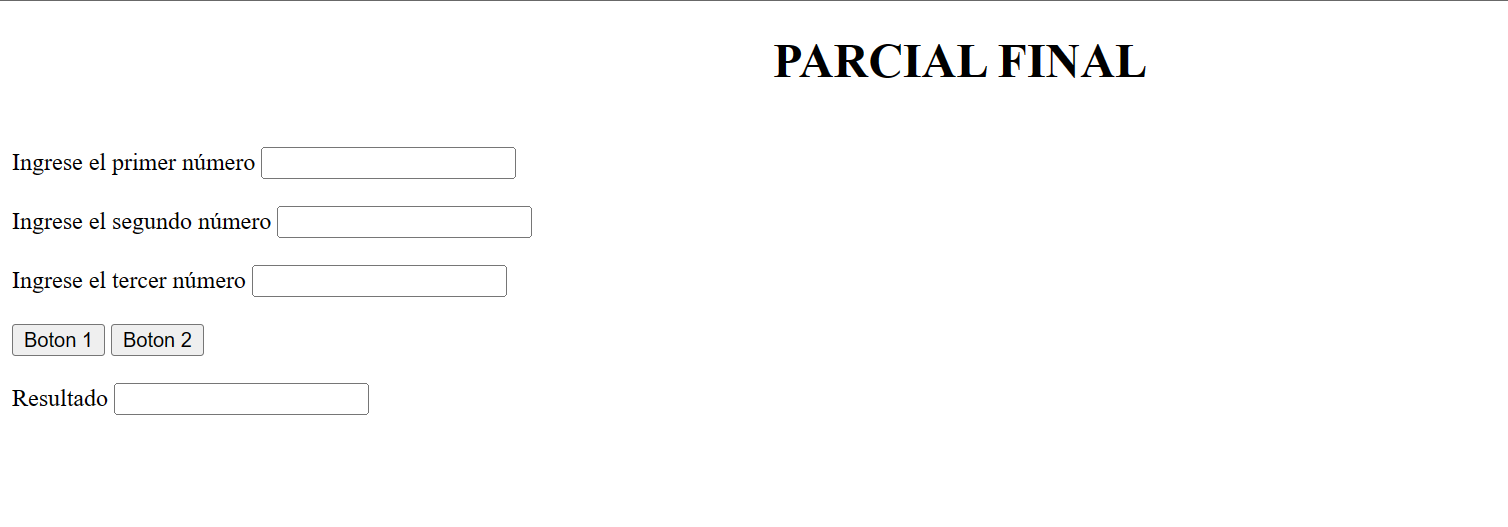 PARCIAL FINAL
Ingrese el primer número
Ingrese el segundo número
Ingrese el tercer número
Boton 1 Boton 2
Resultado